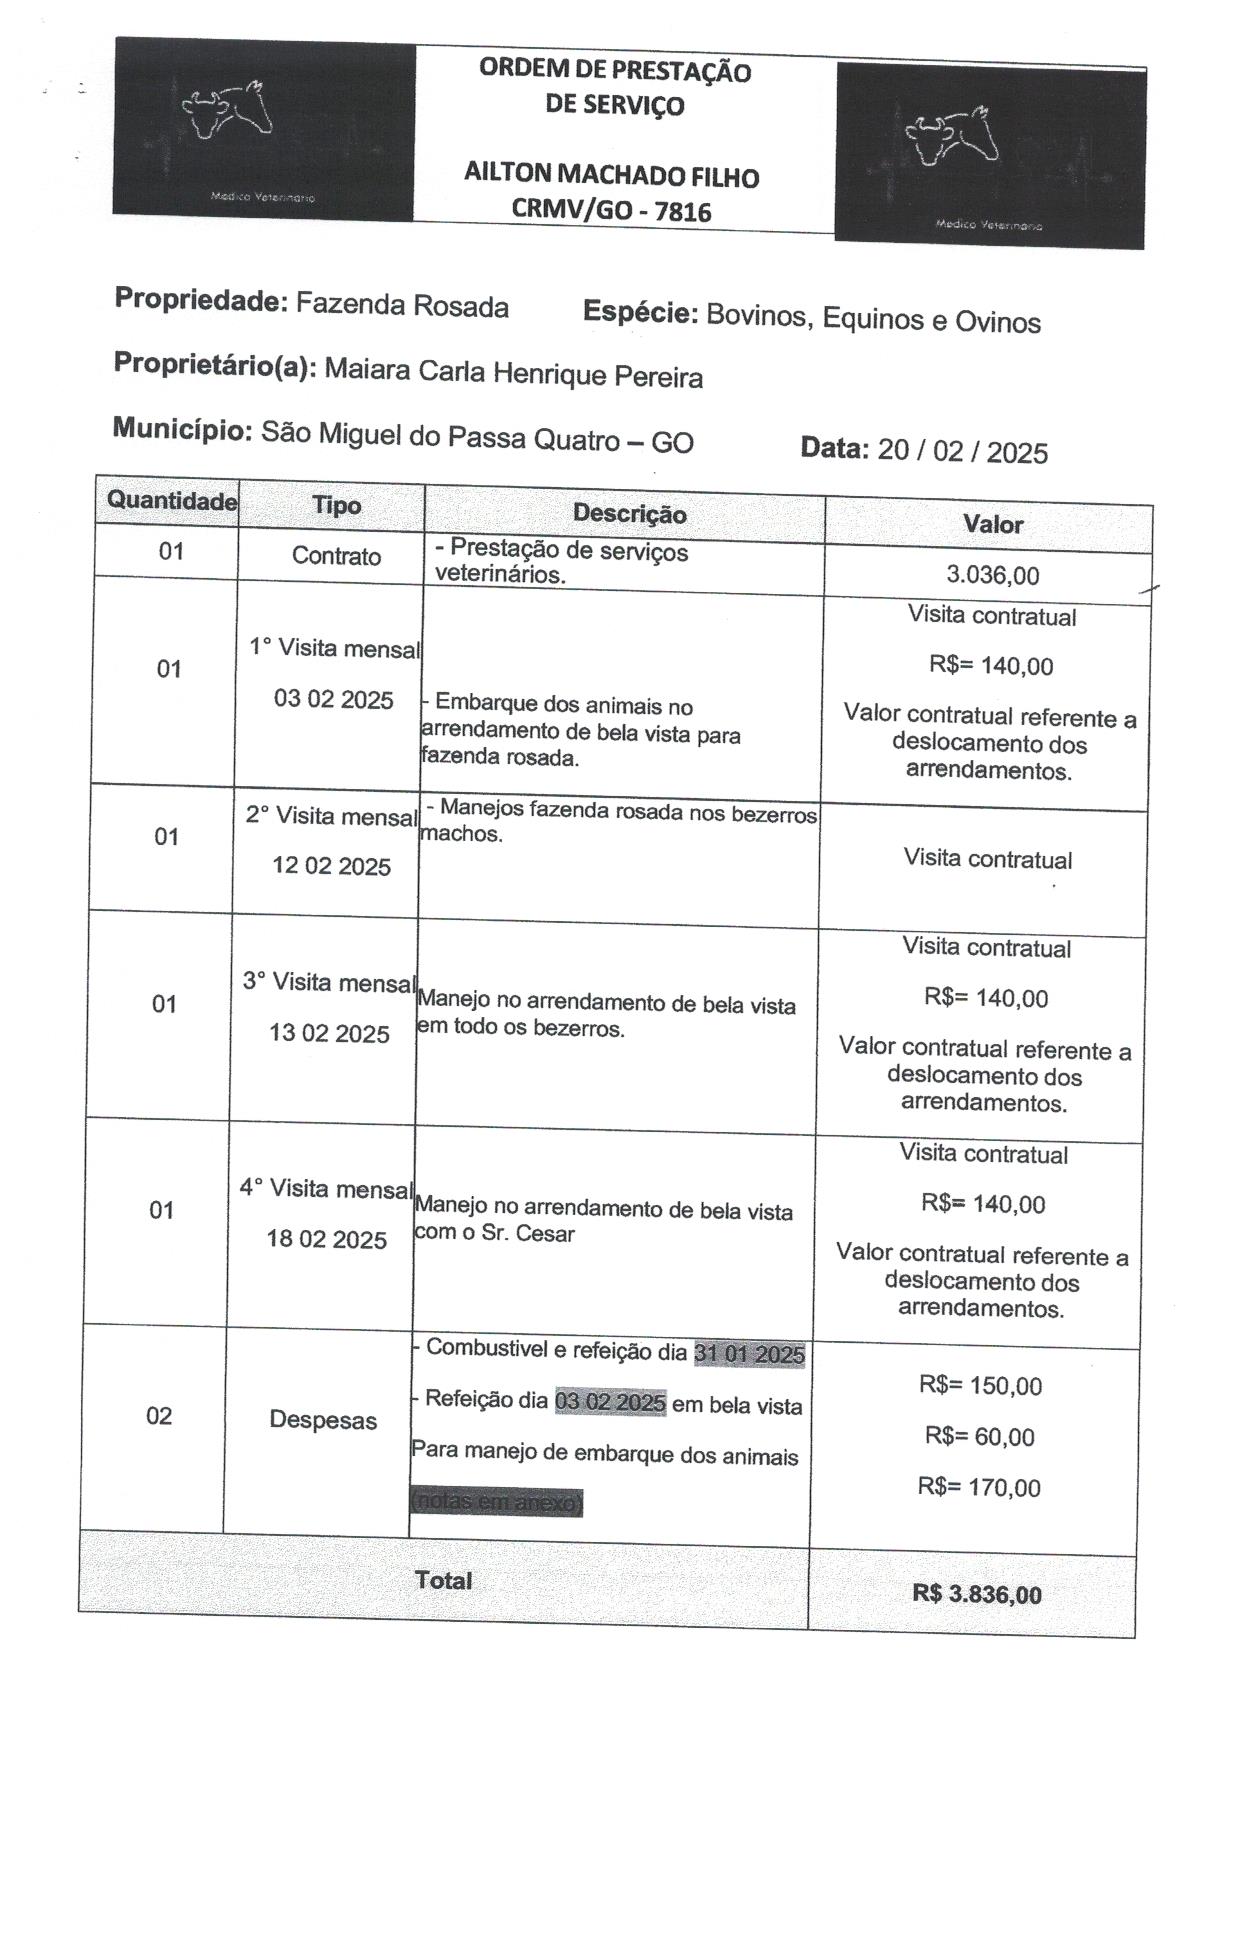 ORDEM DE PRESTAÇÃO
DE SERVIÇO
AILTON MACHADO FILHO
CRMV/GO - 7816
Medico Veterinario
Medico Veterinario
Propriedade: Fazenda Rosada Espécie: Bovinos, Equinos e Ovinos
Proprietário(a): Maiara Carla Henrique Pereira
Município: São Miguel do Passa Quatro – GO Data: 20 / 02 / 2025
Quantidade Tipo Descrição Valor
01 Contrato - Prestação de serviços
veterinários. 3.036,00
01
1° Visita mensal
03 02 2025
- Embarque dos animais no
arrendamento de bela vista para
fazenda rosada.
Visita contratual
R$= 140,00
Valor contratual referente a
deslocamento dos
arrendamentos.
01
2° Visita mensal
12 02 2025
- Manejos fazenda rosada nos bezerros
machos.
Visita contratual
01
3° Visita mensal
13 02 2025
Manejo no arrendamento de bela vista
em todo os bezerros.
Visita contratual
R$= 140,00
Valor contratual referente a
deslocamento dos
arrendamentos.
01
4° Visita mensal
18 02 2025
Manejo no arrendamento de bela vista
com o Sr. Cesar
Visita contratual
R$= 140,00
Valor contratual referente a
deslocamento dos
arrendamentos.
02
Despesas
- Combustivel e refeição dia 31 01 2025
- Refeição dia 03 02 2025 em bela vista
Para manejo de embarque dos animais
(notas em anexo)
R$= 150,00
R$= 60,00
R$= 170,00
Total R$ 3.836,00